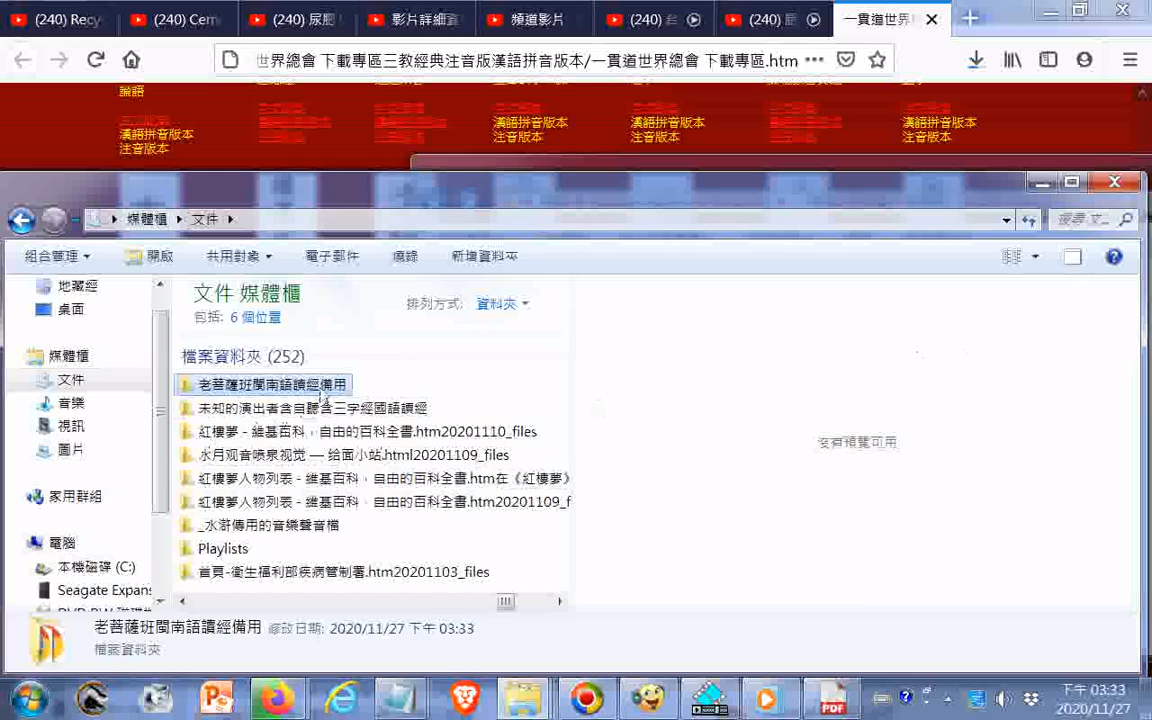 (240) Recy
(240) Cem
(240) 尿
影片詳細
頻道影片
(240)
(240)
一貫道世界
世界總會 下載專區三教經典注音版漢語拼音版本/一貫道世界總會 下載專區.htm
論語
漢語拼音版本
注音版本
漢語拼音版本
注音版本
漢語拼音版本
注音版本
漢語拼音版本
注音版本
媒體櫃
文件
搜尋 文...
組合管理
開啟
共用對象
電子郵件
燒錄
新增資料夾
地藏經
桌面
媒體櫃
文件
音樂
視訊
圖片
家用群組
電腦
本機磁碟 (C:)
Seagate Expans
文件 媒體櫃
包括: 6 個位置
排列方式: 資料夾
檔案資料夾 (252)
老菩薩班閩南語讀經備用
未知的演出者含目聽含三字經國語讀經
紅樓夢 - 維基百科，自由的百科全書.htm20201110_files
水月观音喷泉视觉 — 给面小站.html20201109_files
紅樓夢人物列表 - 維基百科，自由的百科全書.htm在《紅樓夢》
紅樓夢人物列表 - 維基百科，自由的百科全書.htm20201109_f
_水滸傳用的音樂聲音檔
Playlists
首頁-衛生福利部疾病管制署.htm20201103_files
沒有預覽可用
老菩薩班閩南語讀經備用 修改日期: 2020/11/27 下午 03:33
檔案資料夾
下午 03:33
2020/11/27